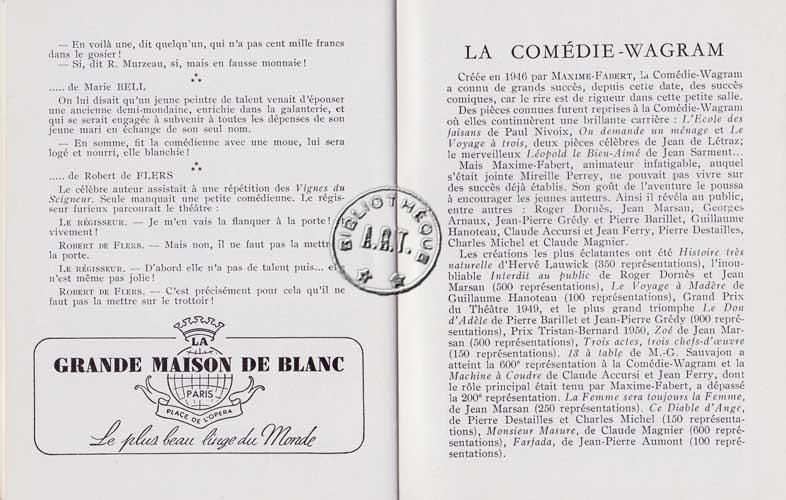 — En voilà une, dit quelqu'un, qui n'a pas cent mille francs
dans le gosier !
— Si, dit R. Murzeau, si, mais en fausse monnaie !
..... de Marie BELL
On lui disait qu'un jeune peintre de talent venait d'épouser
une ancienne demi-mondaine, enrichie dans la galanterie, et
qui se serait engagée à subvenir à toutes les dépenses de son
jeune mari en échange de son seul nom.
— En somme, fit la comédienne avec une moue, lui sera
logé et nourri, elle blanchie !
..... de Robert de FLERS
Le célèbre auteur assistait à une répétition des Vignes du
Seigneur. Seule manquait une petite comédienne. Le régis-
seur furieux parcourait le théâtre :
LE RÉGISSEUR. — Je m'en vais la flanquer à la porte !
vivement !
ROBERT DE FLERS. — Mais non, il ne faut pas la mettre
la porte.
LE RÉGISSEUR. — D'abord elle n'a pas de talent puis...
n'est même pas jolie !
ROBERT DE FLERS. — C'est précisément pour cela qu'il ne
faut pas la mettre sur le trottoir !
LA
GRANDE MAISON DE BLANC
PARIS
PLACE DE L'OPERA
Le plus beau linge du Monde
BIBLIOTHÈQUE
A.R.T.
LA COMÉDIE-WAGRAM
Créée en 1946 par MAXIME-FABERT, la Comédie-Wagram
a connu de grands succès, depuis cette date, des succès
comiques, car le rire est de rigueur dans cette petite salle.
Des pièces connues furent reprises à la Comédie-Wagram
où elles continuèrent une brillante carrière : L'Ecole des
faisans de Paul Nivoix, On demande un ménage et Le
Voyage à trois, deux pièces célèbres de Jean de Létraz;
le merveilleux Léopold le Bien-Aimé de Jean Sarment...
Mais Maxime-Fabert, animateur infatigable, auquel
s'était jointe Mireille Perrey, ne pouvait pas vivre sur
des succès déjà établis. Son goût de l'aventure le poussa
à encourager les jeunes auteurs. Ainsi il révéla au public,
entre autres : Roger Dornès, Jean Marsan, Georges
Arnaux, Jean-Pierre Grédy et Pierre Barillet, Guillaume
Hanoteau, Claude Accursi et Jean Ferry, Pierre Destailles,
Charles Michel et Claude Magnier.
Les créations les plus éclatantes ont été Histoire très
naturelle d'Hervé Lauwick (350 représentations), l'inou-
bliable Interdit au public de Roger Dornès et Jean
Marsan (500 représentations), Le Voyage à Madère de
Guillaume Hanoteau (100 représentations), Grand Prix
du Théâtre 1949, et le plus grand triomphe Le Don
d'Adèle de Pierre Barillet et Jean-Pierre Grédy (900 repré-
sentations), Prix Tristan-Bernard 1950, Zoé de Jean Mar-
san (500 représentations), Trois actes, trois chefs-d'œuvre
(150 représentations). 13 à table de M.-G. Sauvajon a
atteint la 600e représentation à la Comédie-Wagram et la
Machine à Coudre de Claude Accursi et Jean Ferry, dont
le rôle principal était tenu par Maxime-Fabert, a dépassé
la 200e représentation. La Femme sera toujours la Femme,
de Jean Marsan (250 représentations). Ce Diable d'Ange,
de Pierre Destailles et Charles Michel (150 représenta-
tions), Monsieur Masure, de Claude Magnier (600 repré-
sentations), Farfada, de Jean-Pierre Aumont (100 repré-
sentations).